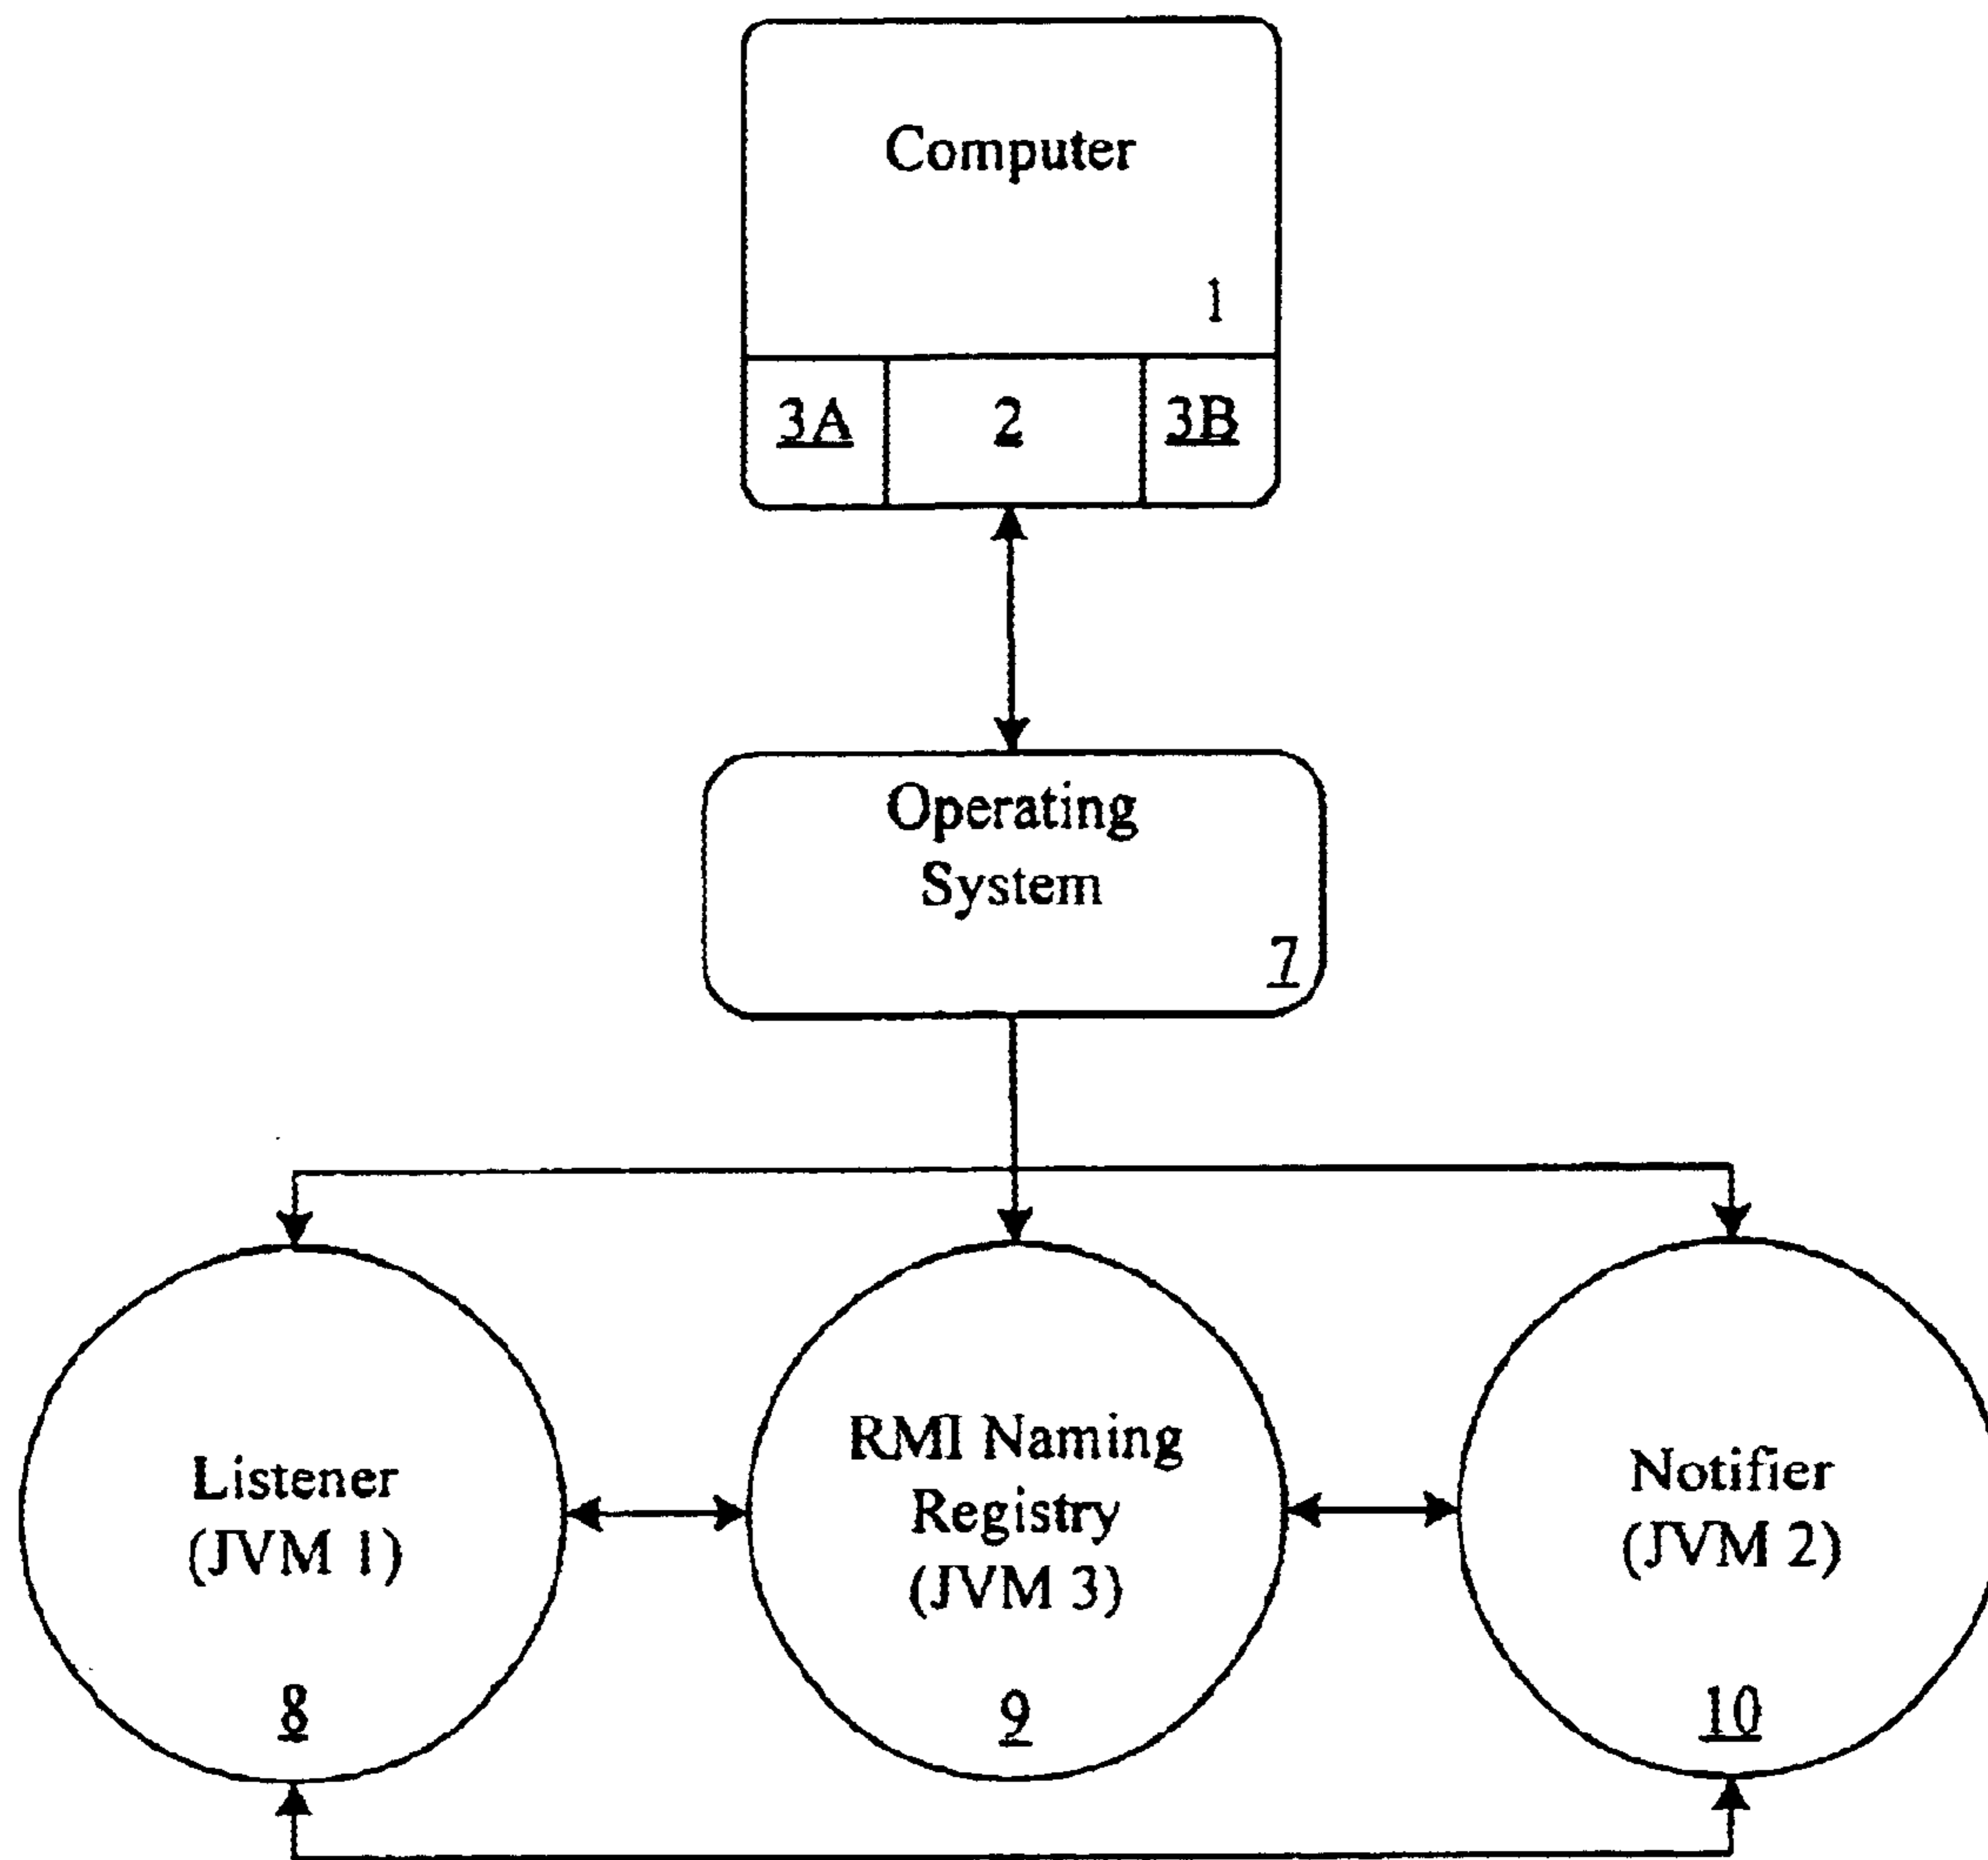 Computer
1
3A 2 3B
Operating
System
7
Listener
(JVM 1)
8
RMI Naming
Registry
(JVM 3)
9
Notifier
(JVM 2)
10